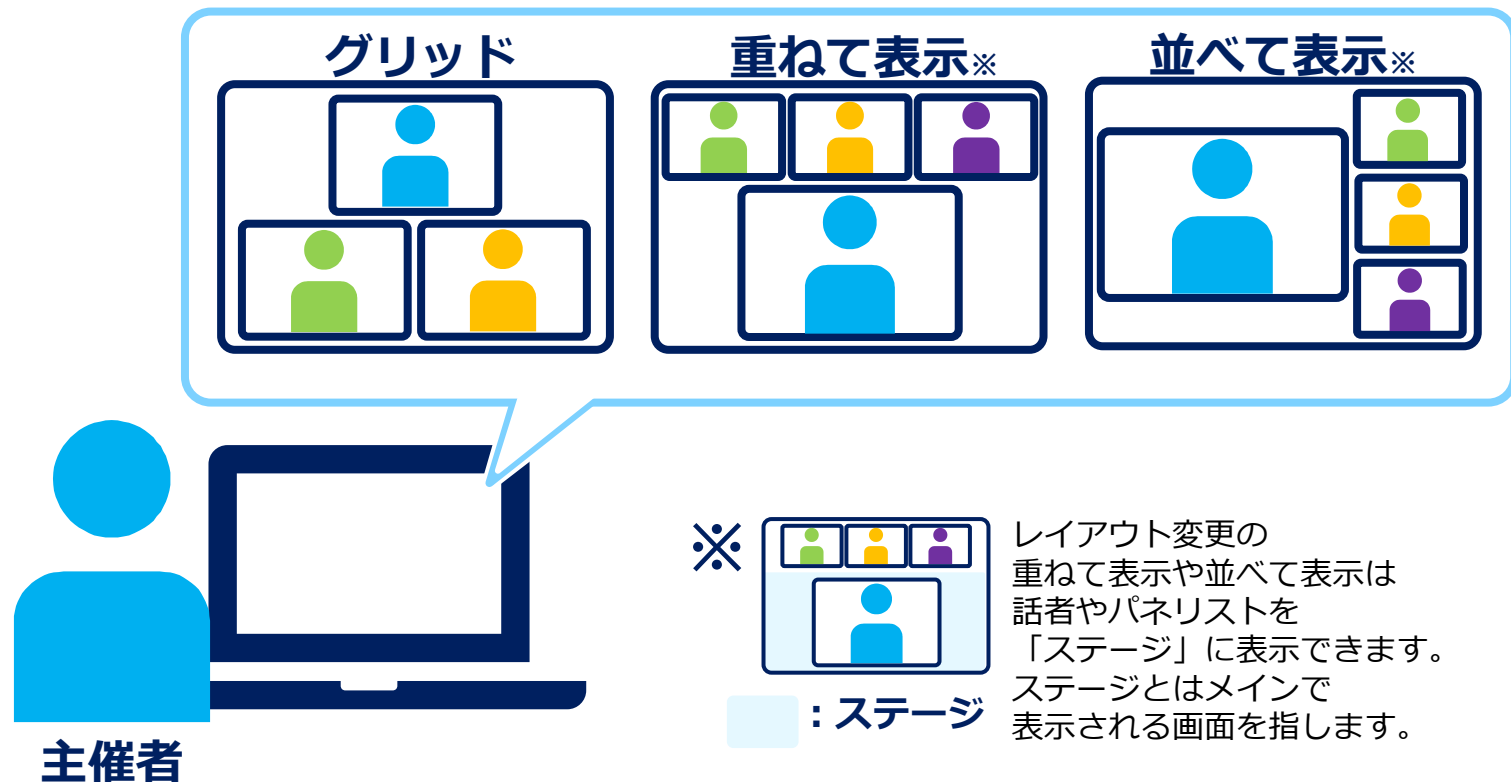 グリッド
重ねて表示※
並べて表示※
※
レイアウト変更の
重ねて表示や並べて表示は
話者やパネリストを
「ステージ」に表示できます。
ステージとはメインで
表示される画面を指します。
：ステージ
主催者